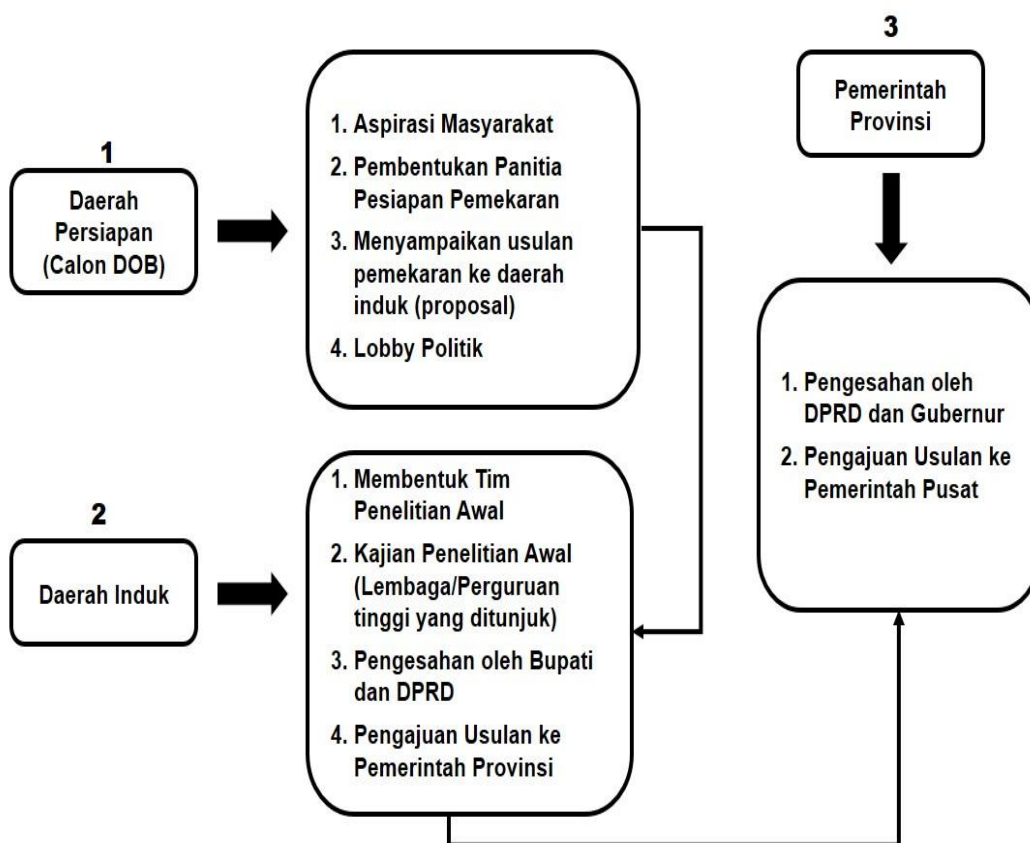 1
Daerah
Persiapan
(Calon DOB)
1. Aspirasi Masyarakat
2. Pembentukan Panitia
Pesiapan Pemekaran
3. Menyampaikan usulan
pemekaran ke daerah
induk (proposal)
4. Lobby Politik
2
Daerah Induk
1. Membentuk Tim
Penelitian Awal
2. Kajian Penelitian Awal
(Lembaga/Perguruan
tinggi yang ditunjuk)
3. Pengesahan oleh Bupati
dan DPRD
4. Pengajuan Usulan ke
Pemerintah Provinsi
3
Pemerintah
Provinsi
1. Pengesahan oleh
DPRD dan Gubernur
2. Pengajuan Usulan ke
Pemerintah Pusat